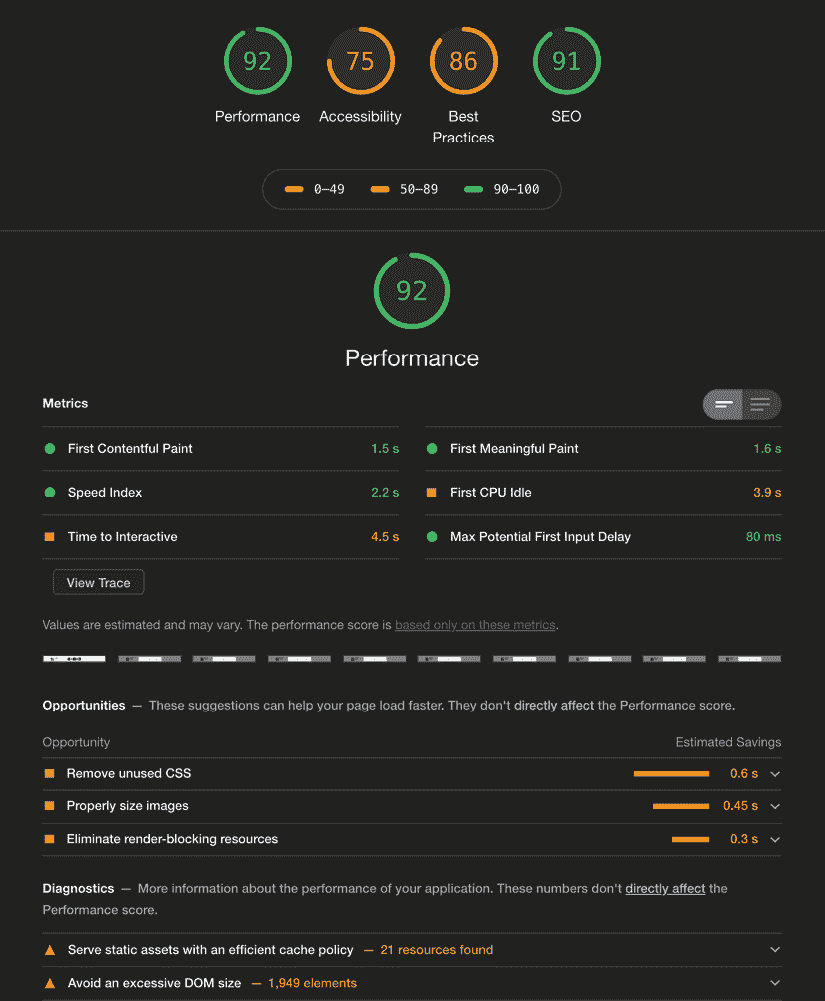 92 75 86 91
Performance Accessibility Best Practices SEO
0–49 50–89 90–100
92
Performance
Metrics
First Contentful Paint 1.5 s
First Meaningful Paint 1.6 s
Speed Index 2.2 s
First CPU Idle 3.9 s
Time to Interactive 4.5 s
Max Potential First Input Delay 80 ms
View Trace
Values are estimated and may vary. The performance score is based only on these metrics.
Opportunities — These suggestions can help your page load faster. They don't directly affect the Performance score.
Opportunity Estimated Savings
Remove unused CSS 0.6 s
Properly size images 0.45 s
Eliminate render-blocking resources 0.3 s
Diagnostics — More information about the performance of your application. These numbers don't directly affect the
Performance score.
Serve static assets with an efficient cache policy — 21 resources found
Avoid an excessive DOM size — 1,949 elements